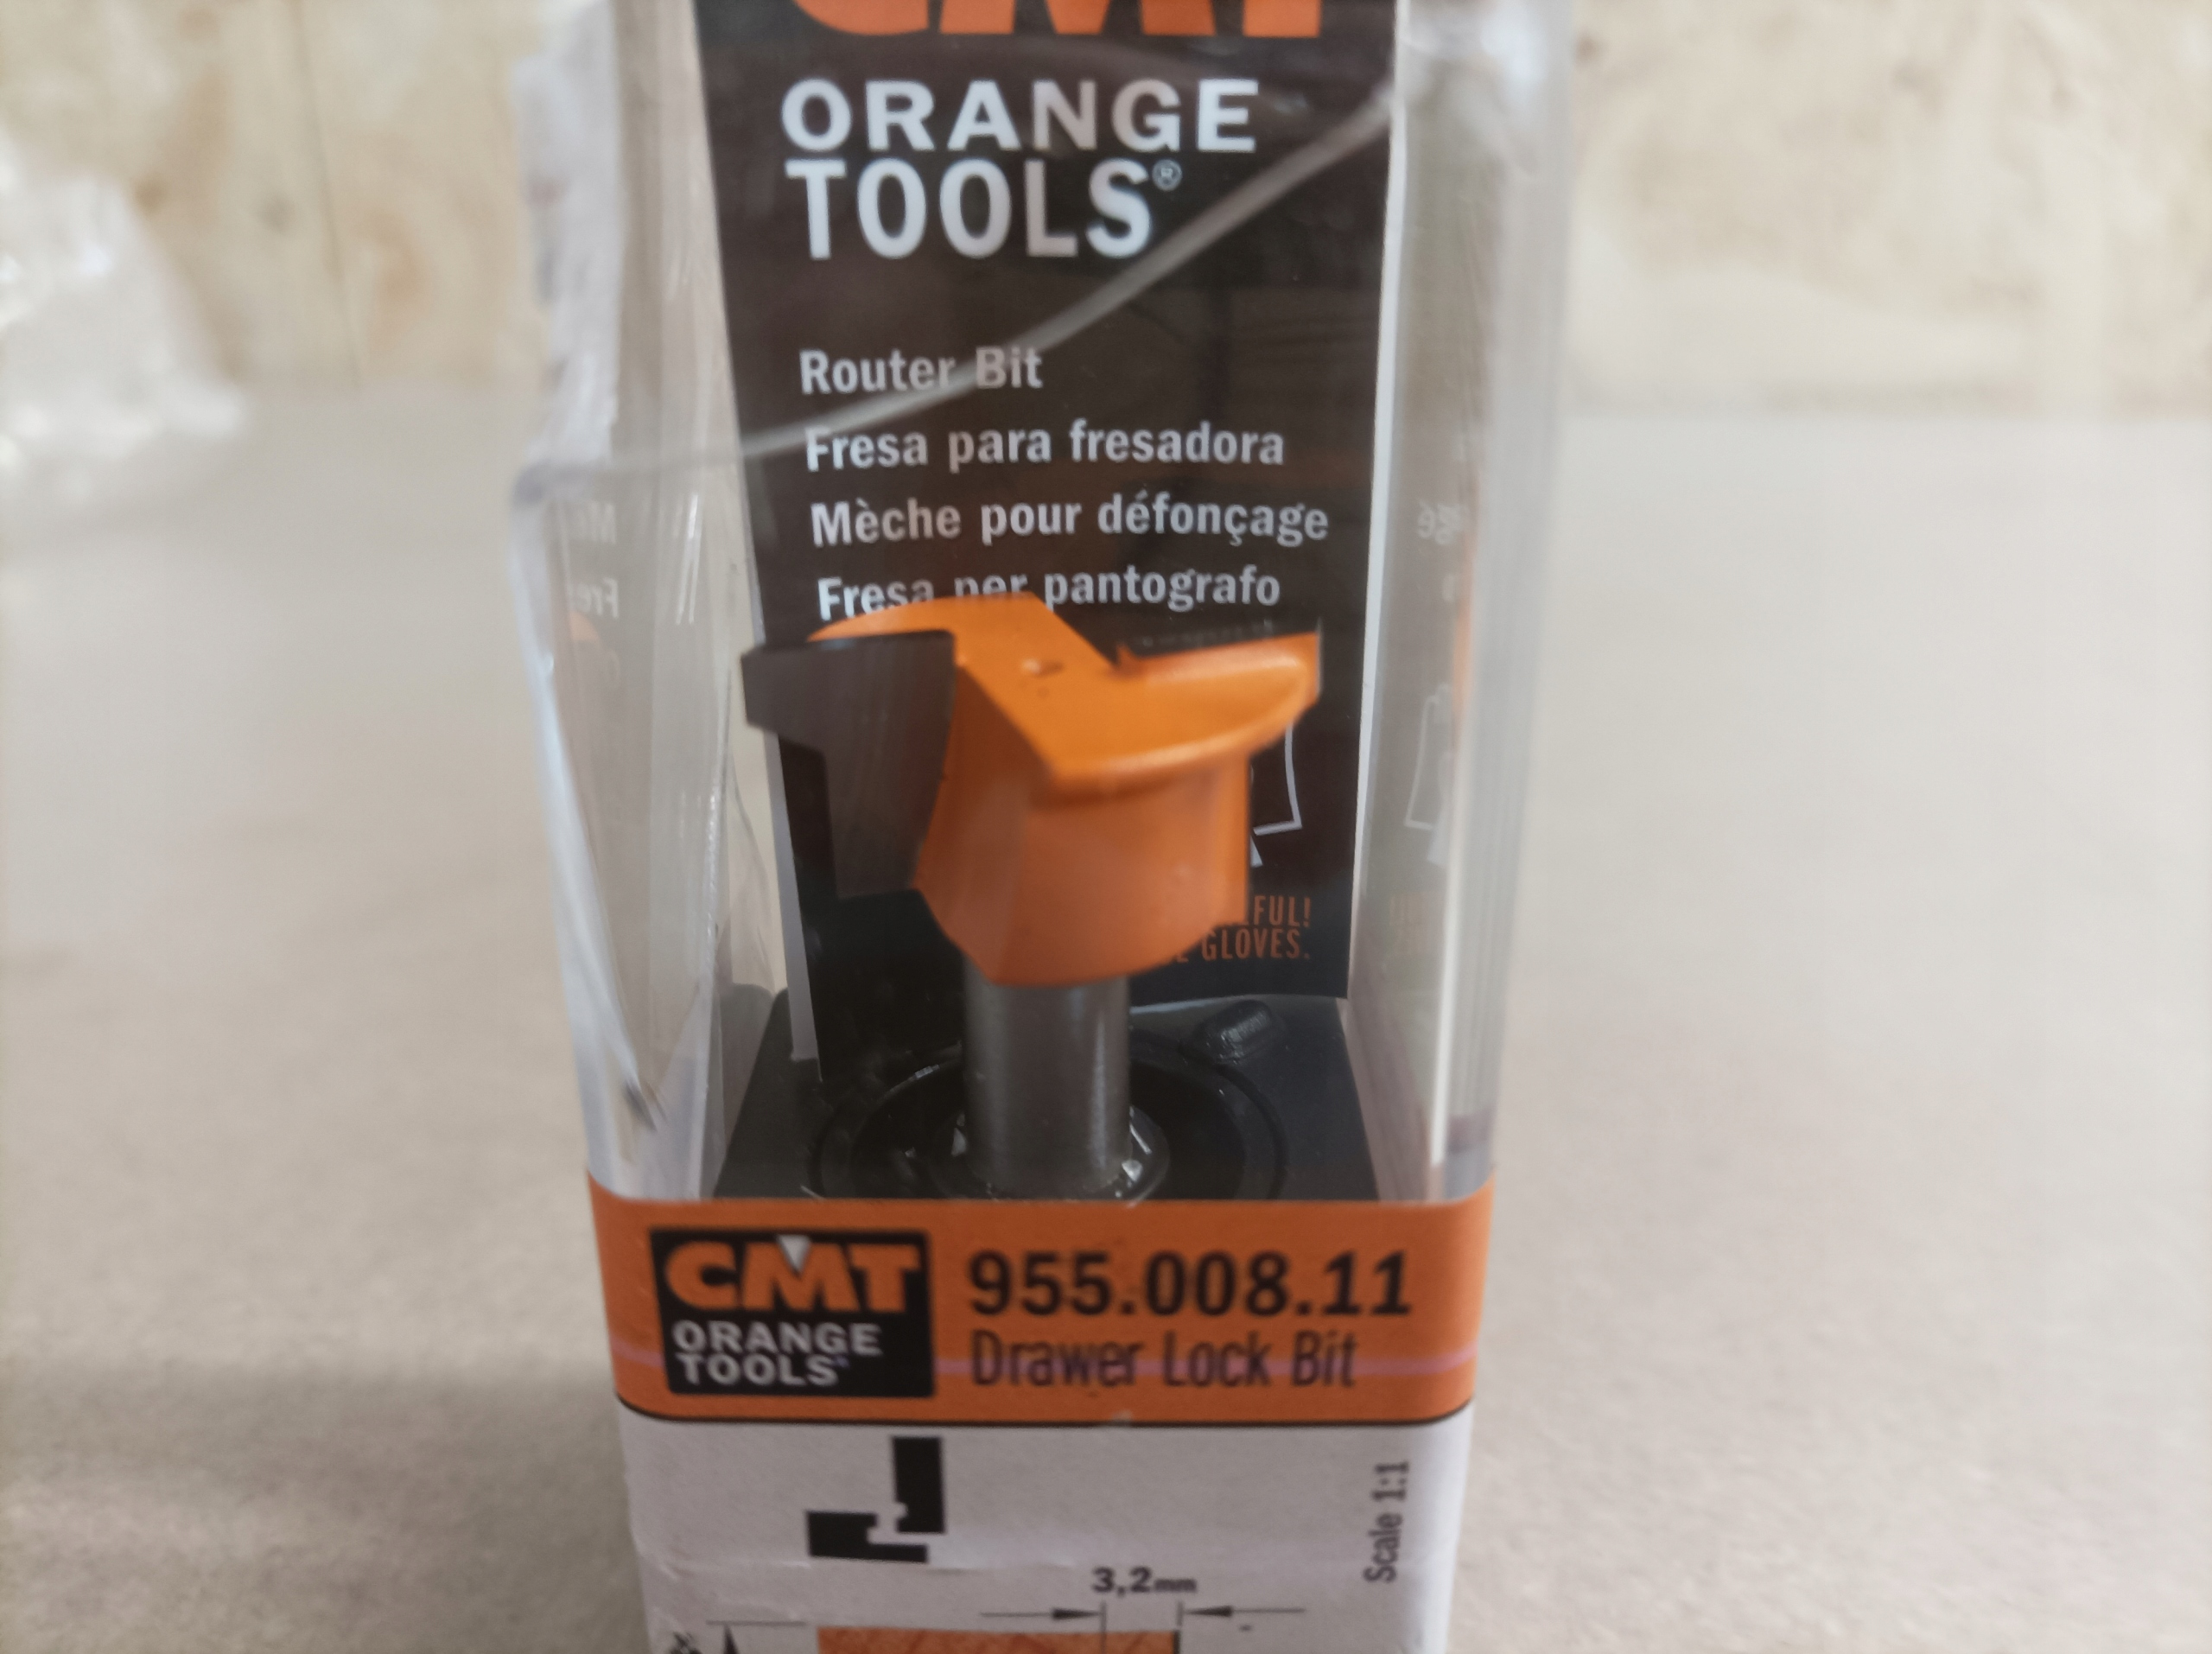 CMT
ORANGE
TOOLS®
Router Bit
Fresa para fresadora
Mèche pour défonçage
Fresa per pantografo
GLOVES.
CMT
ORANGE
TOOLS®
955.008.11
Drawer Lock Bit
Scale 1:1
3,2mm